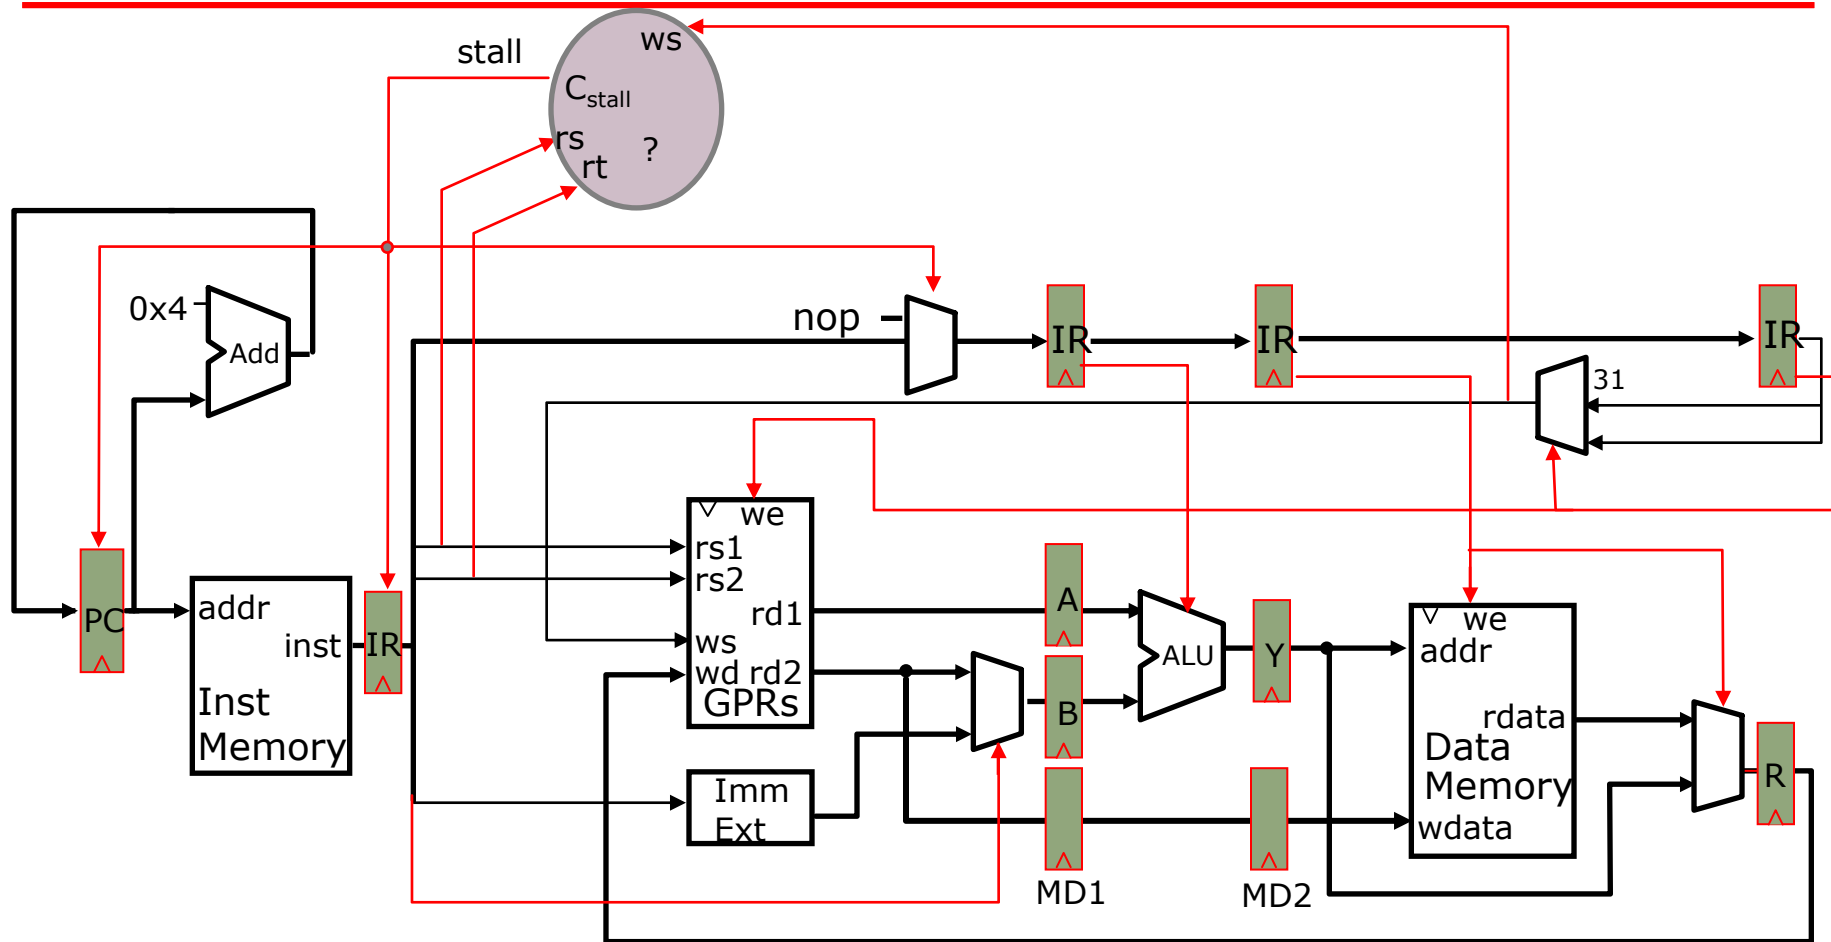 ws
stall
C stall
rs
rt
?
0x4
Add
nop
IR
IR
IR
31
we
rs1
rs2
rd1
ws
wd rd2
GPRs
A
B
ALU
Y
we
addr
rdata
Data
Memory
wdata
R
PC
addr
inst
Inst
Memory
IR
Imm
Ext
MD1
MD2